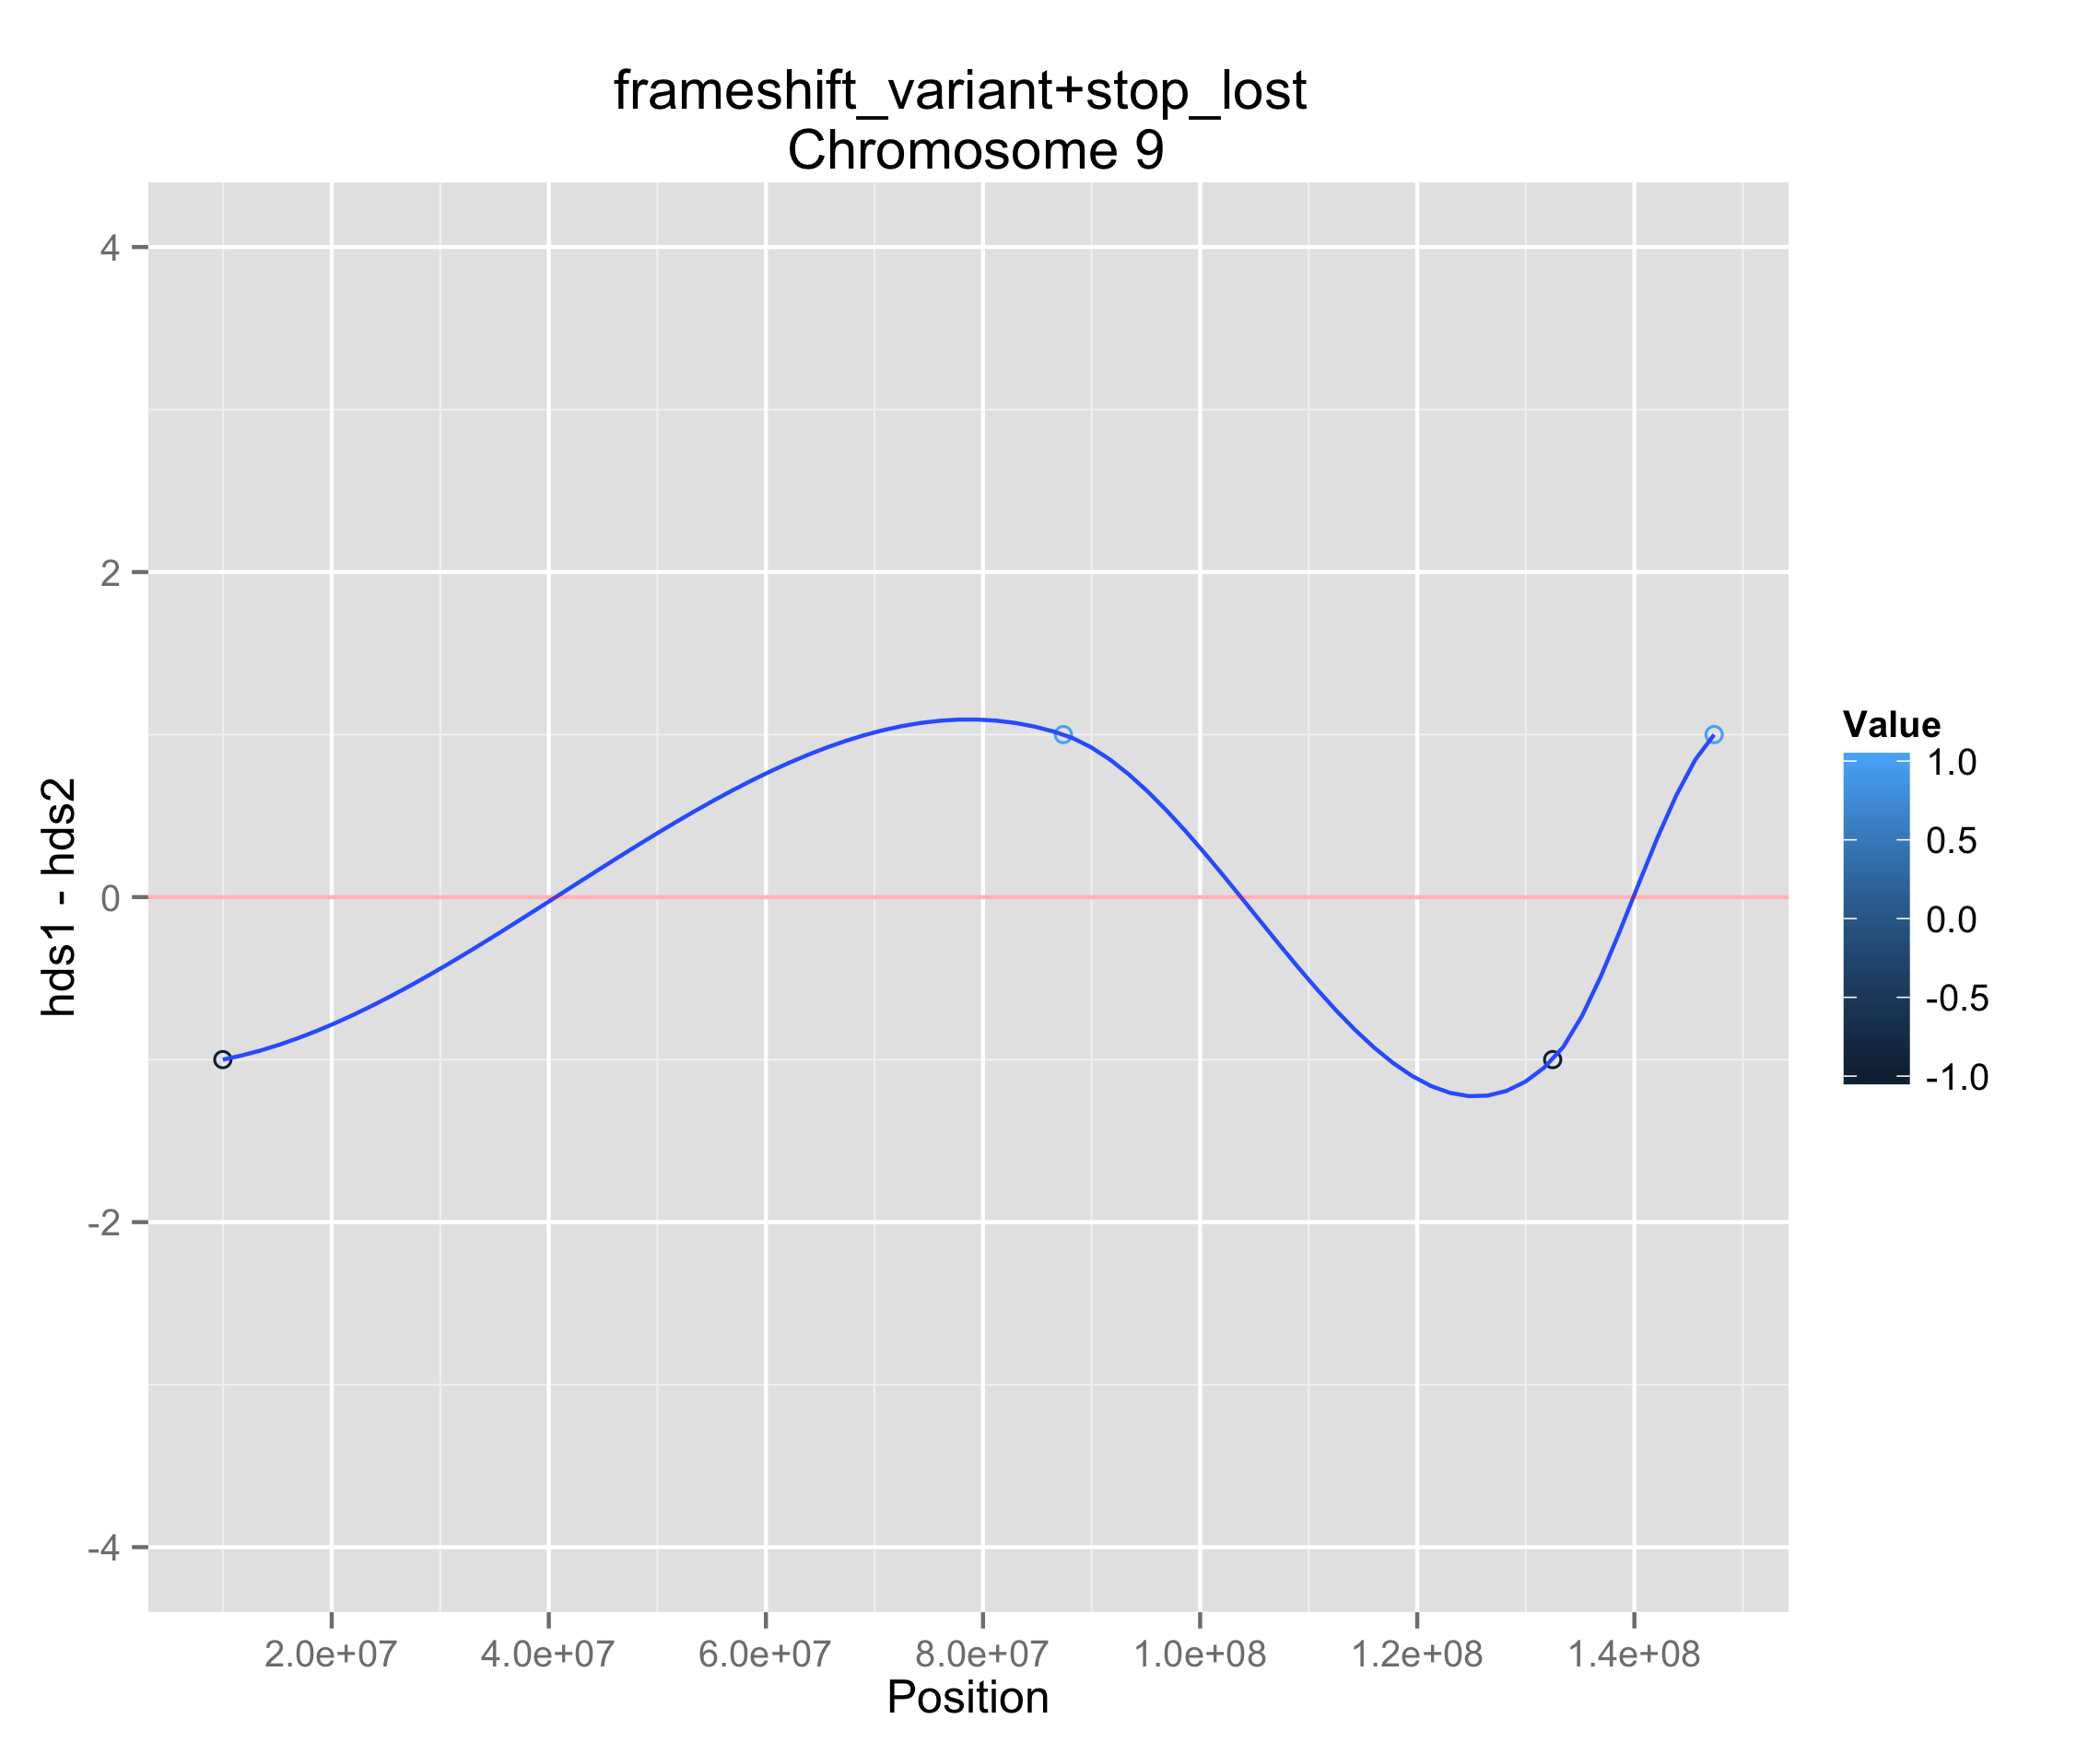 frameshift_variant+stop_lost
Chromosome 9
4
2
0
-2
-4
hds1 - hds2
2.0e+07 4.0e+07 6.0e+07 8.0e+07 1.0e+08 1.2e+08 1.4e+08
Position
Value
1.0
0.5
0.0
-0.5
-1.0